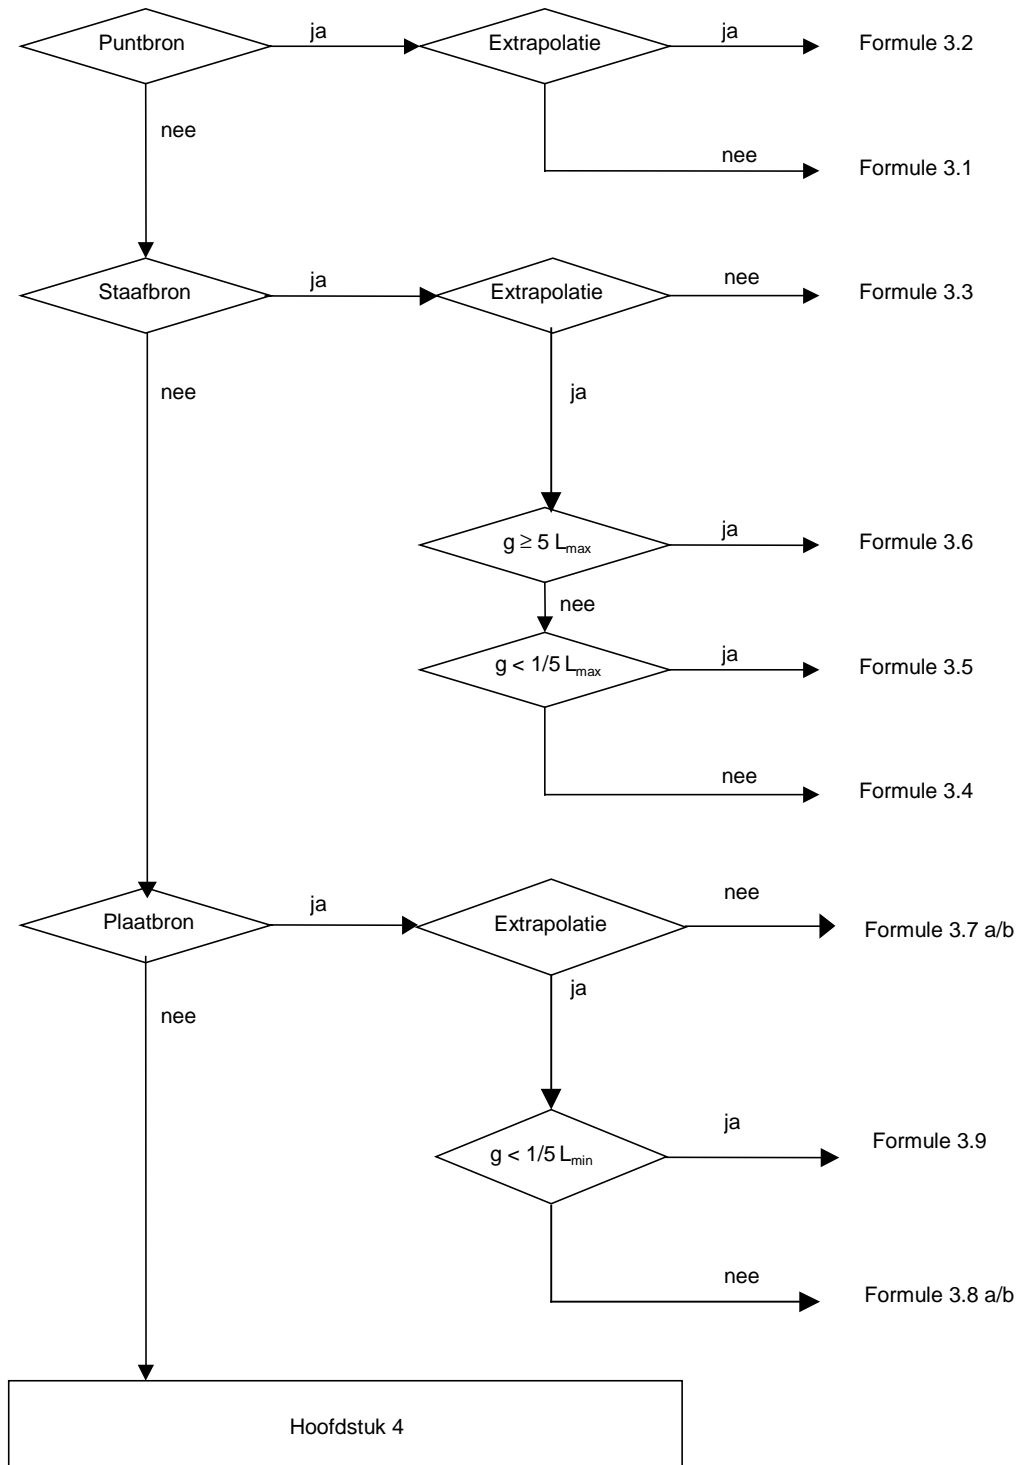 Puntbron
ja
Extrapolatie
ja
Formule 3.2
nee
nee
Formule 3.1
Staafbron
ja
Extrapolatie
nee
Formule 3.3
nee
ja
g ≥ 5 Lmax
ja
Formule 3.6
nee
g < 1/5 Lmax
ja
Formule 3.5
nee
Formule 3.4
Plaatbron
ja
Extrapolatie
nee
Formule 3.7 a/b
nee
ja
g < 1/5 Lmin
ja
Formule 3.9
nee
Formule 3.8 a/b
Hoofdstuk 4